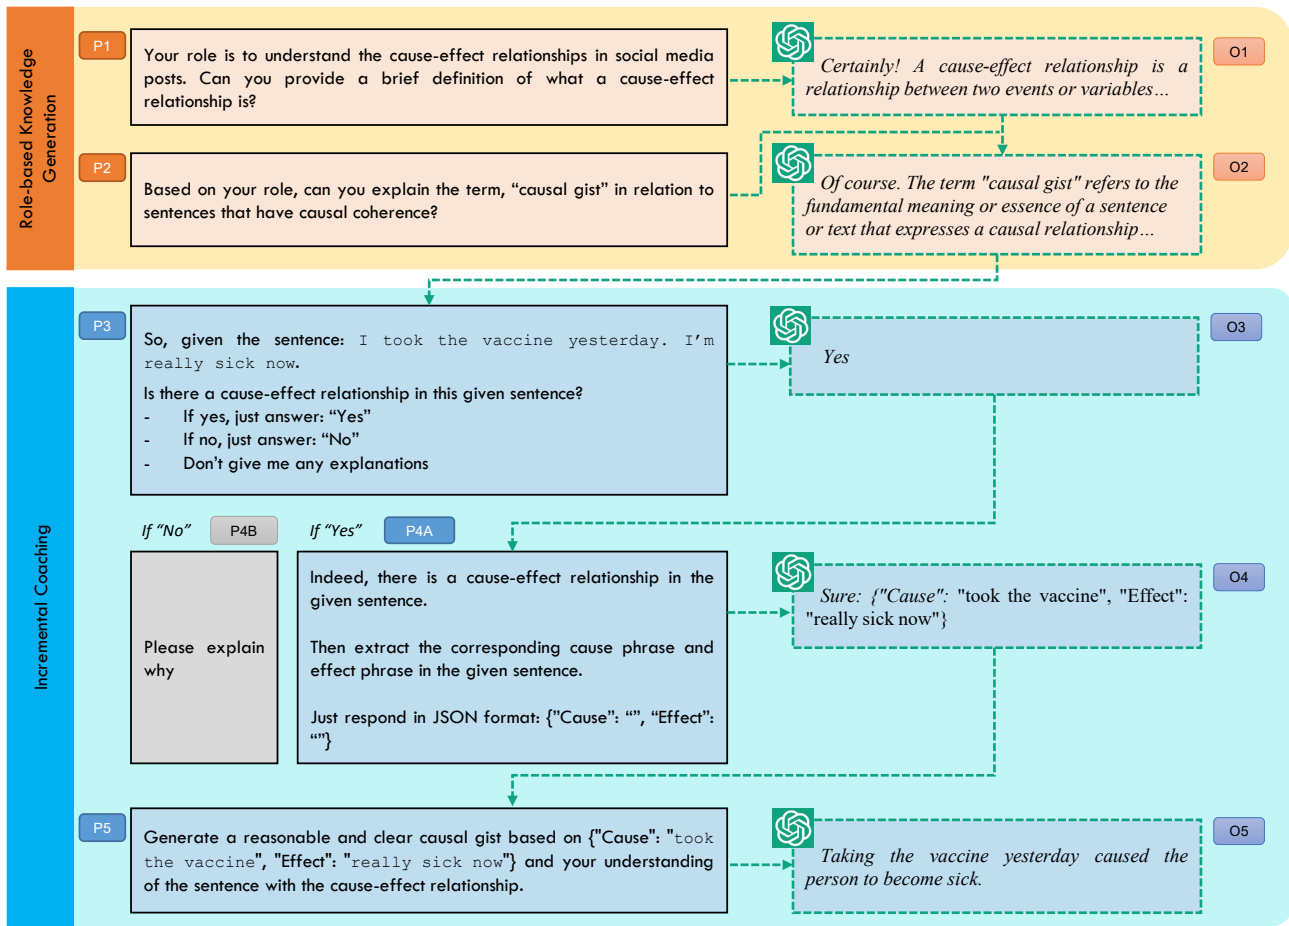 Role-based Knowledge
Generation
P1
Your role is to understand the cause-effect relationships in social media
posts. Can you provide a brief definition of what a cause-effect
relationship is?
Certainly! A cause-effect relationship is a
relationship between two events or variables…
O1
P2
Based on your role, can you explain the term, “causal gist” in relation to
sentences that have causal coherence?
Of course. The term "causal gist" refers to the
fundamental meaning or essence of a sentence
or text that expresses a causal relationship…
O2
Incremental Coaching
P3
So, given the sentence: I took the vaccine yesterday. I’m
really sick now.
Is there a cause-effect relationship in this given sentence?
- If yes, just answer: “Yes”
- If no, just answer: “No”
- Don’t give me any explanations
Yes
O3
If “No”
P4B
Please explain
why
If “Yes”
P4A
Indeed, there is a cause-effect relationship in the
given sentence.
Then extract the corresponding cause phrase and
effect phrase in the given sentence.
Just respond in JSON format: {”Cause”: “”, “Effect”:
“”}
Sure: {"Cause": "took the vaccine", "Effect":
"really sick now"}
O4
P5
Generate a reasonable and clear causal gist based on {"Cause": "took
the vaccine", "Effect": "really sick now"} and your understanding
of the sentence with the cause-effect relationship.
Taking the vaccine yesterday caused the
person to become sick.
O5